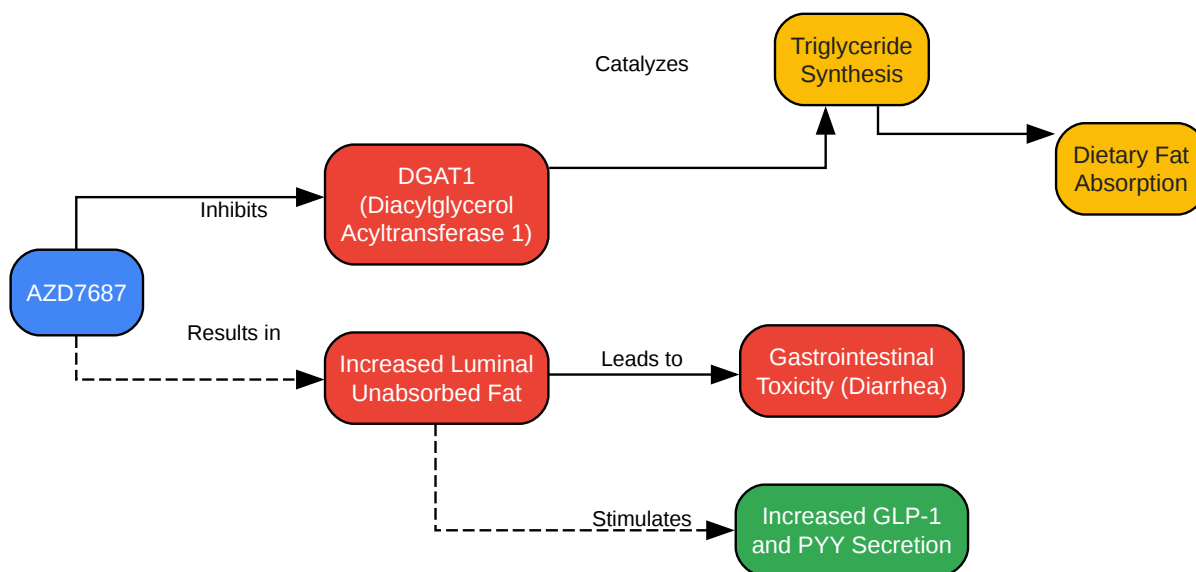 Catalyzes
Triglyceride
Synthesis
Dietary Fat
Absorption
DGAT1
(Diacylglycerol
Acyltransferase 1)
Inhibits
AZD7687
Results in
Increased Luminal
Unabsorbed Fat
Leads to
Gastrointestinal
Toxicity (Diarrhea)
Stimulates
Increased GLP-1
and PYY Secretion